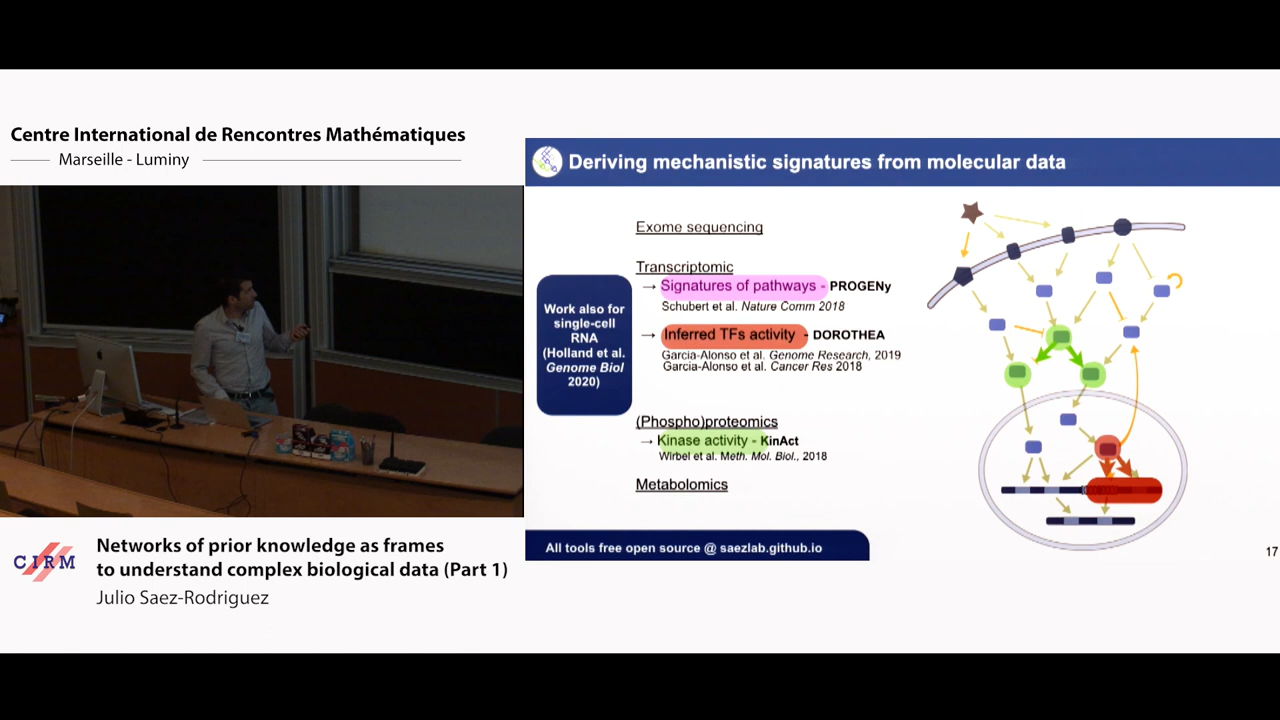 Centre International de Rencontres Mathématiques
Marseille - Luminy
Deriving mechanistic signatures from molecular data
Exome sequencing
Transcriptomic
→ Signatures of pathways - PROGENy
Schubert et al. Nature Comm 2018
→ Inferred TFs activity - DOROTHEA
Garcia-Alonso et al. Genome Research, 2019
Garcia-Alonso et al. Cancer Res 2018
Work also for
single-cell
RNA
(Holland et al.
Genome Biol
2020)
(Phospho)proteomics
→ Kinase activity - KinAct
Wirbel et al. Meth. Mol. Biol., 2018
Metabolomics
All tools free open source @ saezlab.github.io
17
CIRM
Networks of prior knowledge as frames
to understand complex biological data (Part 1)
Julio Saez-Rodriguez